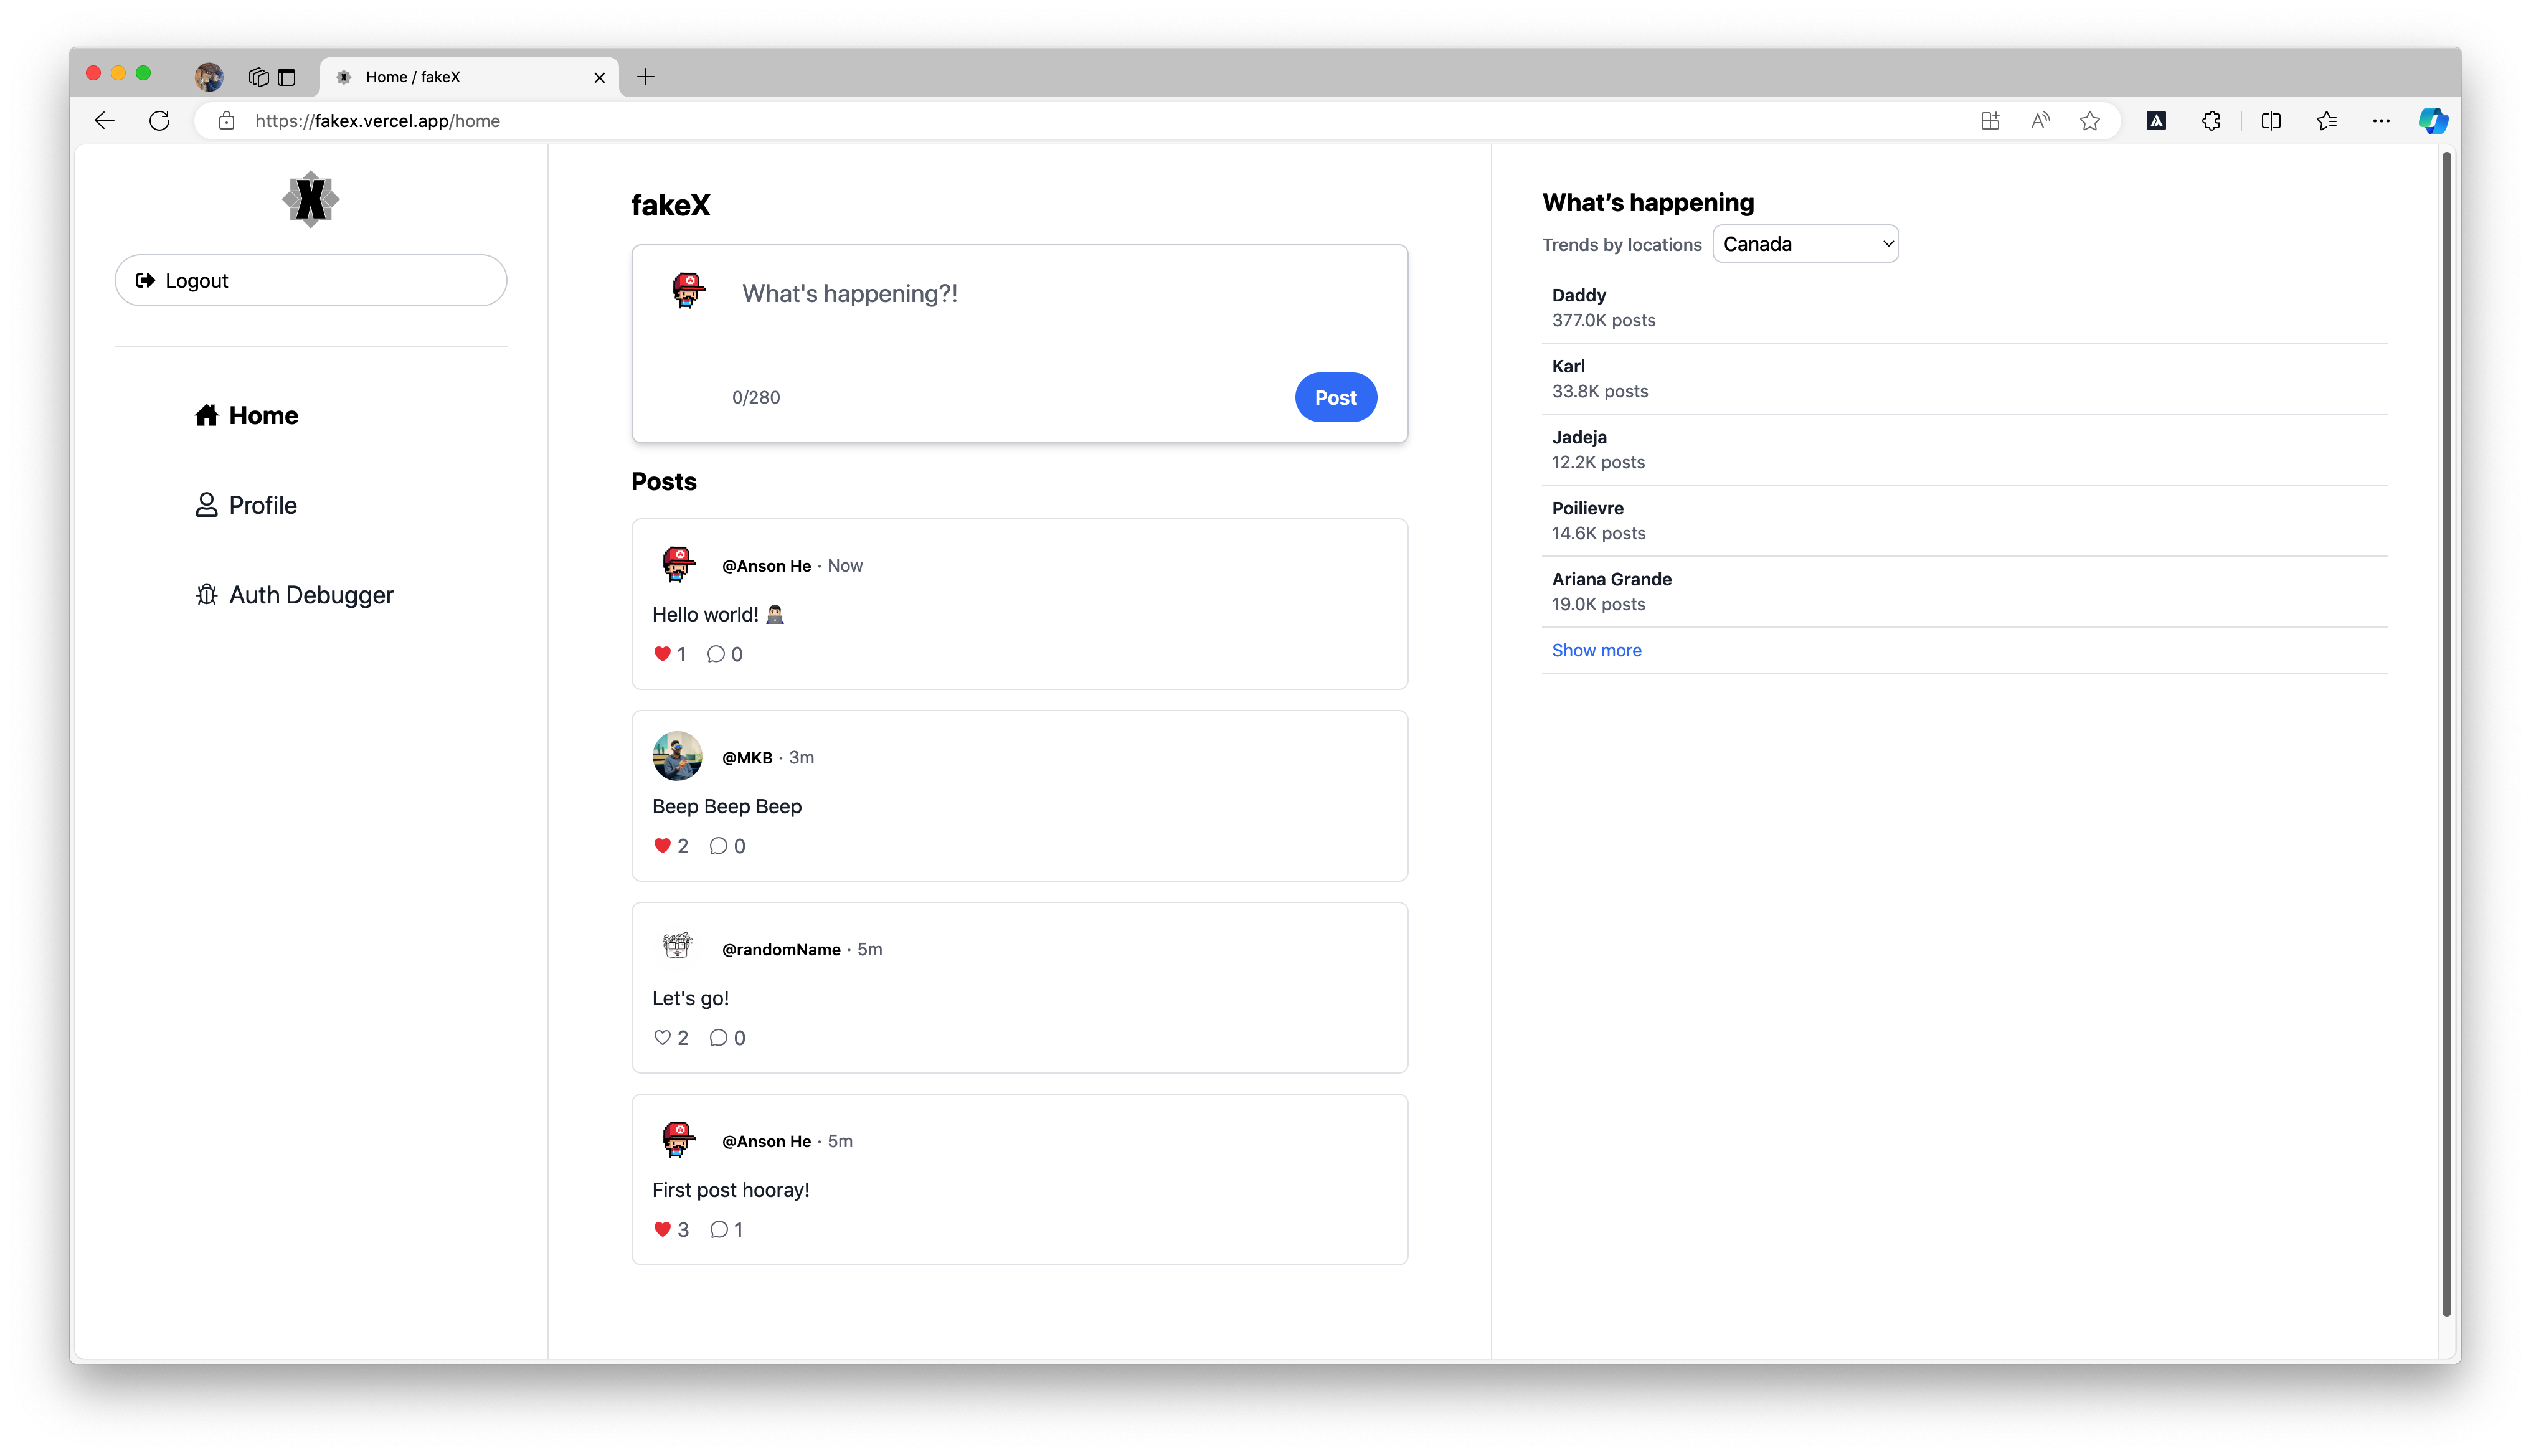 Home / fakeX
https://fakex.vercel.app/home
X
Logout
Home
Profile
Auth Debugger
fakeX
What's happening?!
0/280
Post
Posts
@Anson He · Now
Hello world! 👨🏻‍💻
1 0
@MKB · 3m
Beep Beep Beep
2 0
@randomName · 5m
Let's go!
2 0
@Anson He · 5m
First post hooray!
3 1
What’s happening
Trends by locations Canada
Daddy
377.0K posts
Karl
33.8K posts
Jadeja
12.2K posts
Poilievre
14.6K posts
Ariana Grande
19.0K posts
Show more